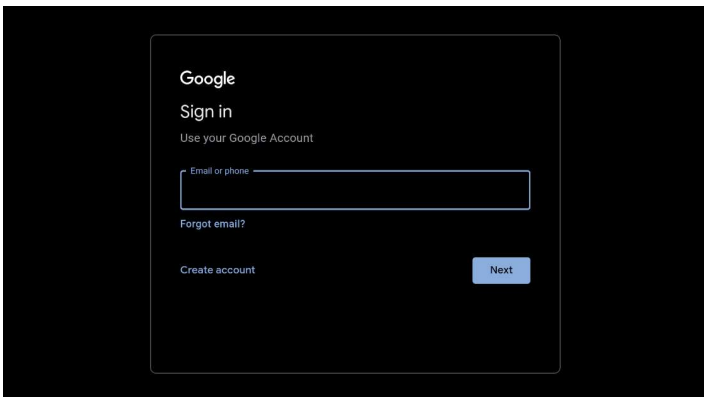 Google
Sign in
Use your Google Account
Email or phone
Forgot email?
Create account
Next